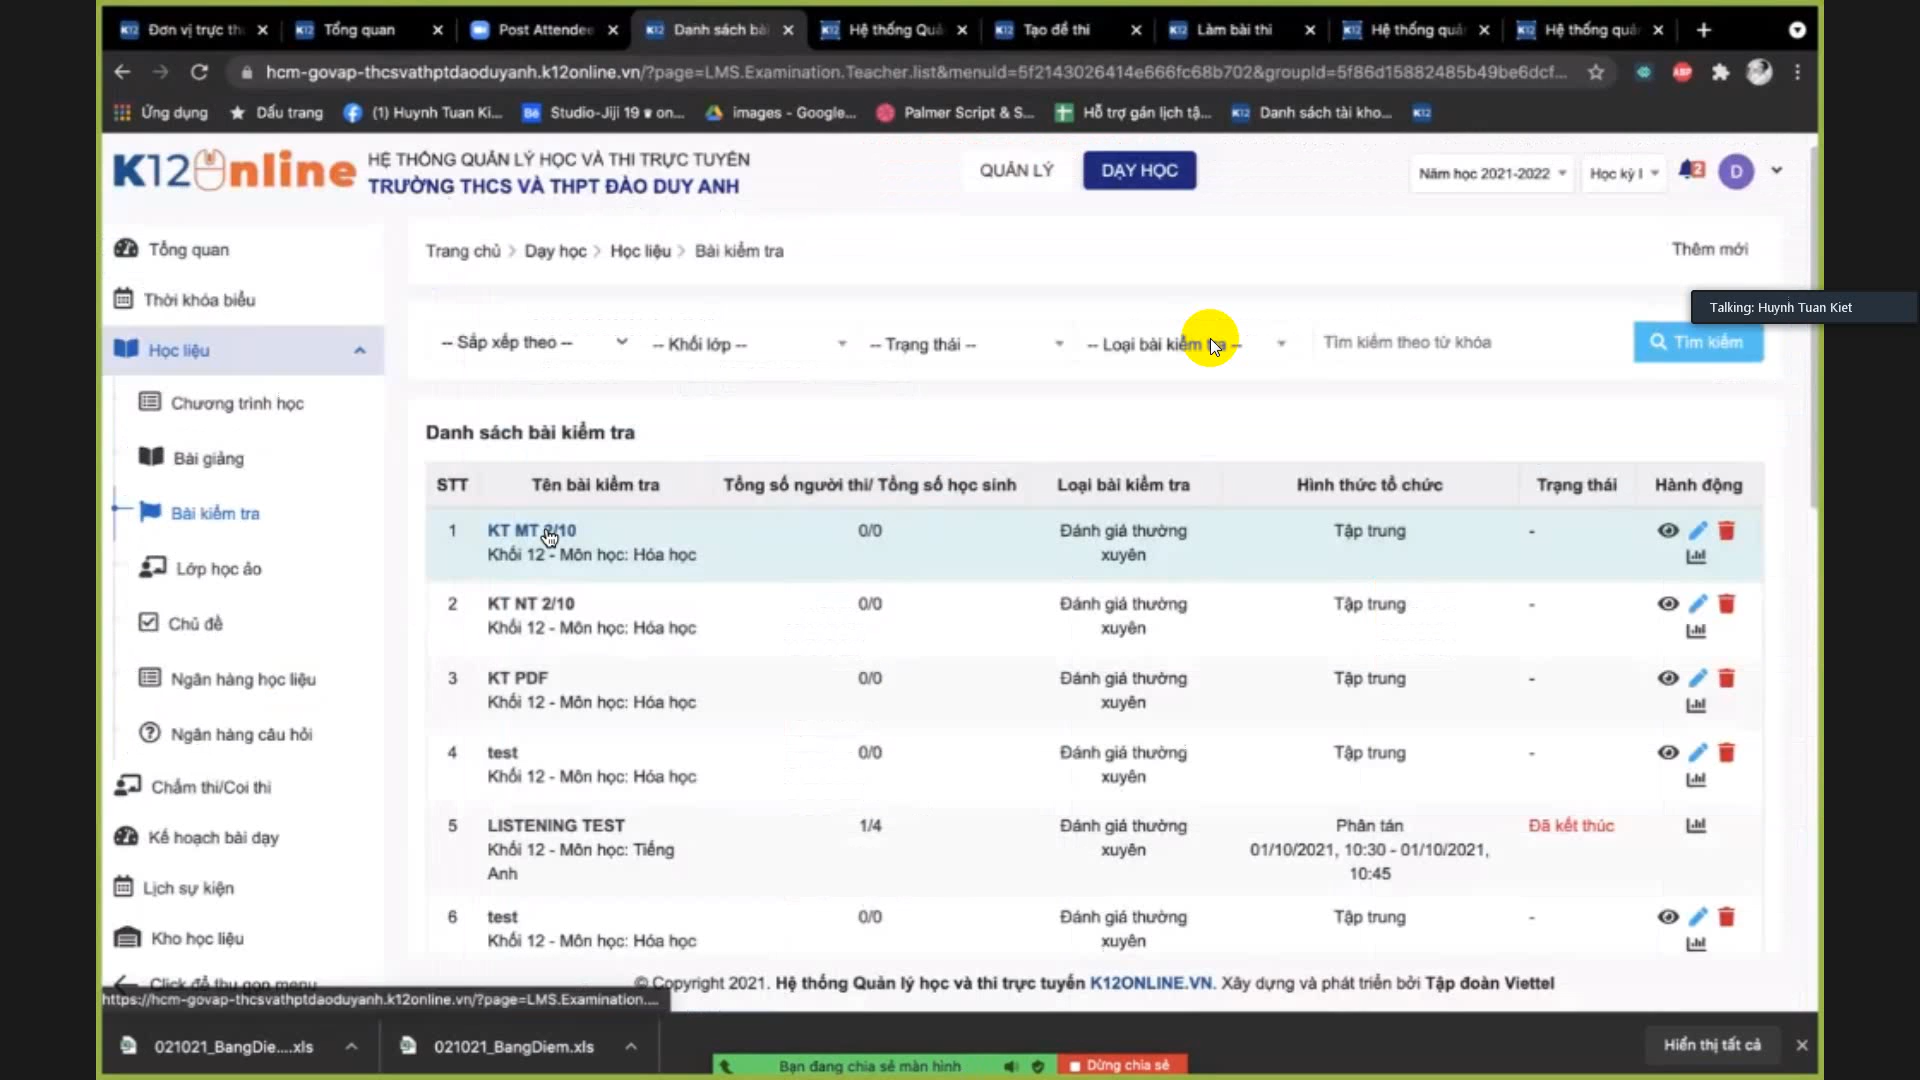 Đơn vị trực th
Tổng quan
Post Attendee
Danh sách bà
Hệ thống Quả
Tạo đề thi
Làm bài thi
Hệ thống quả
Hệ thống quả
hcm-govap-thcsvathptdaoduyanh.k12online.vn/?page=LMS.Examination.Teacher.list&menuId=5f2143026414e666fc68b702&groupId=5f86d15882485b49be6dcf...
Ứng dụng
Dấu trang
(1) Huynh Tuan Ki...
Studio-Jiji 19 ♛ on...
images - Google...
Palmer Script & S...
Hỗ trợ gán lịch tậ...
Danh sách tài kho...
K12Online
HỆ THỐNG QUẢN LÝ HỌC VÀ THI TRỰC TUYẾN
TRƯỜNG THCS VÀ THPT ĐÀO DUY ANH
QUẢN LÝ
DẠY HỌC
Năm học 2021-2022
Học kỳ I
2
D
Tổng quan
Thời khóa biểu
Học liệu
Chương trình học
Bài giảng
Bài kiểm tra
Lớp học ảo
Chủ đề
Ngân hàng học liệu
Ngân hàng câu hỏi
Chấm thi/Coi thi
Kế hoạch bài dạy
Lịch sự kiện
Kho học liệu
Click để thu gọn menu
Trang chủ > Dạy học > Học liệu > Bài kiểm tra
Thêm mới
Talking: Huynh Tuan Kiet
-- Sắp xếp theo --
-- Khối lớp --
-- Trạng thái --
-- Loại bài kiểm tra --
Tìm kiếm theo từ khóa
Tìm kiếm
Danh sách bài kiểm tra
STT Tên bài kiểm tra Tổng số người thi/ Tổng số học sinh Loại bài kiểm tra Hình thức tổ chức Trạng thái Hành động
1 KT MT 2/10 0/0 Đánh giá thường Tập trung -
Khối 12 - Môn học: Hóa học xuyên
2 KT NT 2/10 0/0 Đánh giá thường Tập trung -
Khối 12 - Môn học: Hóa học xuyên
3 KT PDF 0/0 Đánh giá thường Tập trung -
Khối 12 - Môn học: Hóa học xuyên
4 test 0/0 Đánh giá thường Tập trung -
Khối 12 - Môn học: Hóa học xuyên
5 LISTENING TEST 1/4 Đánh giá thường Phân tán Đã kết thúc
Khối 12 - Môn học: Tiếng xuyên 01/10/2021, 10:30 - 01/10/2021,
Anh 10:45
6 test 0/0 Đánh giá thường Tập trung -
Khối 12 - Môn học: Hóa học xuyên
© Copyright 2021. Hệ thống Quản lý học và thi trực tuyến K12ONLINE.VN. Xây dựng và phát triển bởi Tập đoàn Viettel
https://hcm-govap-thcsvathptdaoduyanh.k12online.vn/?page=LMS.Examination....
021021_BangDie....xls
021021_BangDiem.xls
Hiển thị tất cả
Bạn đang chia sẻ màn hình
Dừng chia sẻ